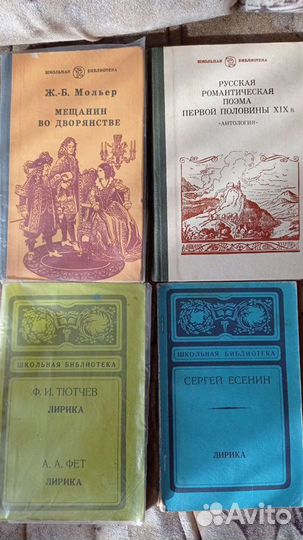 ШКОЛЬНАЯ БИБЛИОТЕКА
Ж.-Б. Мольер
МЕЩАНИН
ВО ДВОРЯНСТВЕ
ШКОЛЬНАЯ БИБЛИОТЕКА
РУССКАЯ
РОМАНТИЧЕСКАЯ
ПОЭМА
ПЕРВОЙ ПОЛОВИНЫ XIX в.
•АНТОЛОГИЯ•
ШКОЛЬНАЯ БИБЛИОТЕКА
Ф. И. ТЮТЧЕВ
ЛИРИКА
А. А. ФЕТ
ЛИРИКА
ШКОЛЬНАЯ БИБЛИОТЕКА
СЕРГЕЙ ЕСЕНИН
ЛИРИКА
Avito